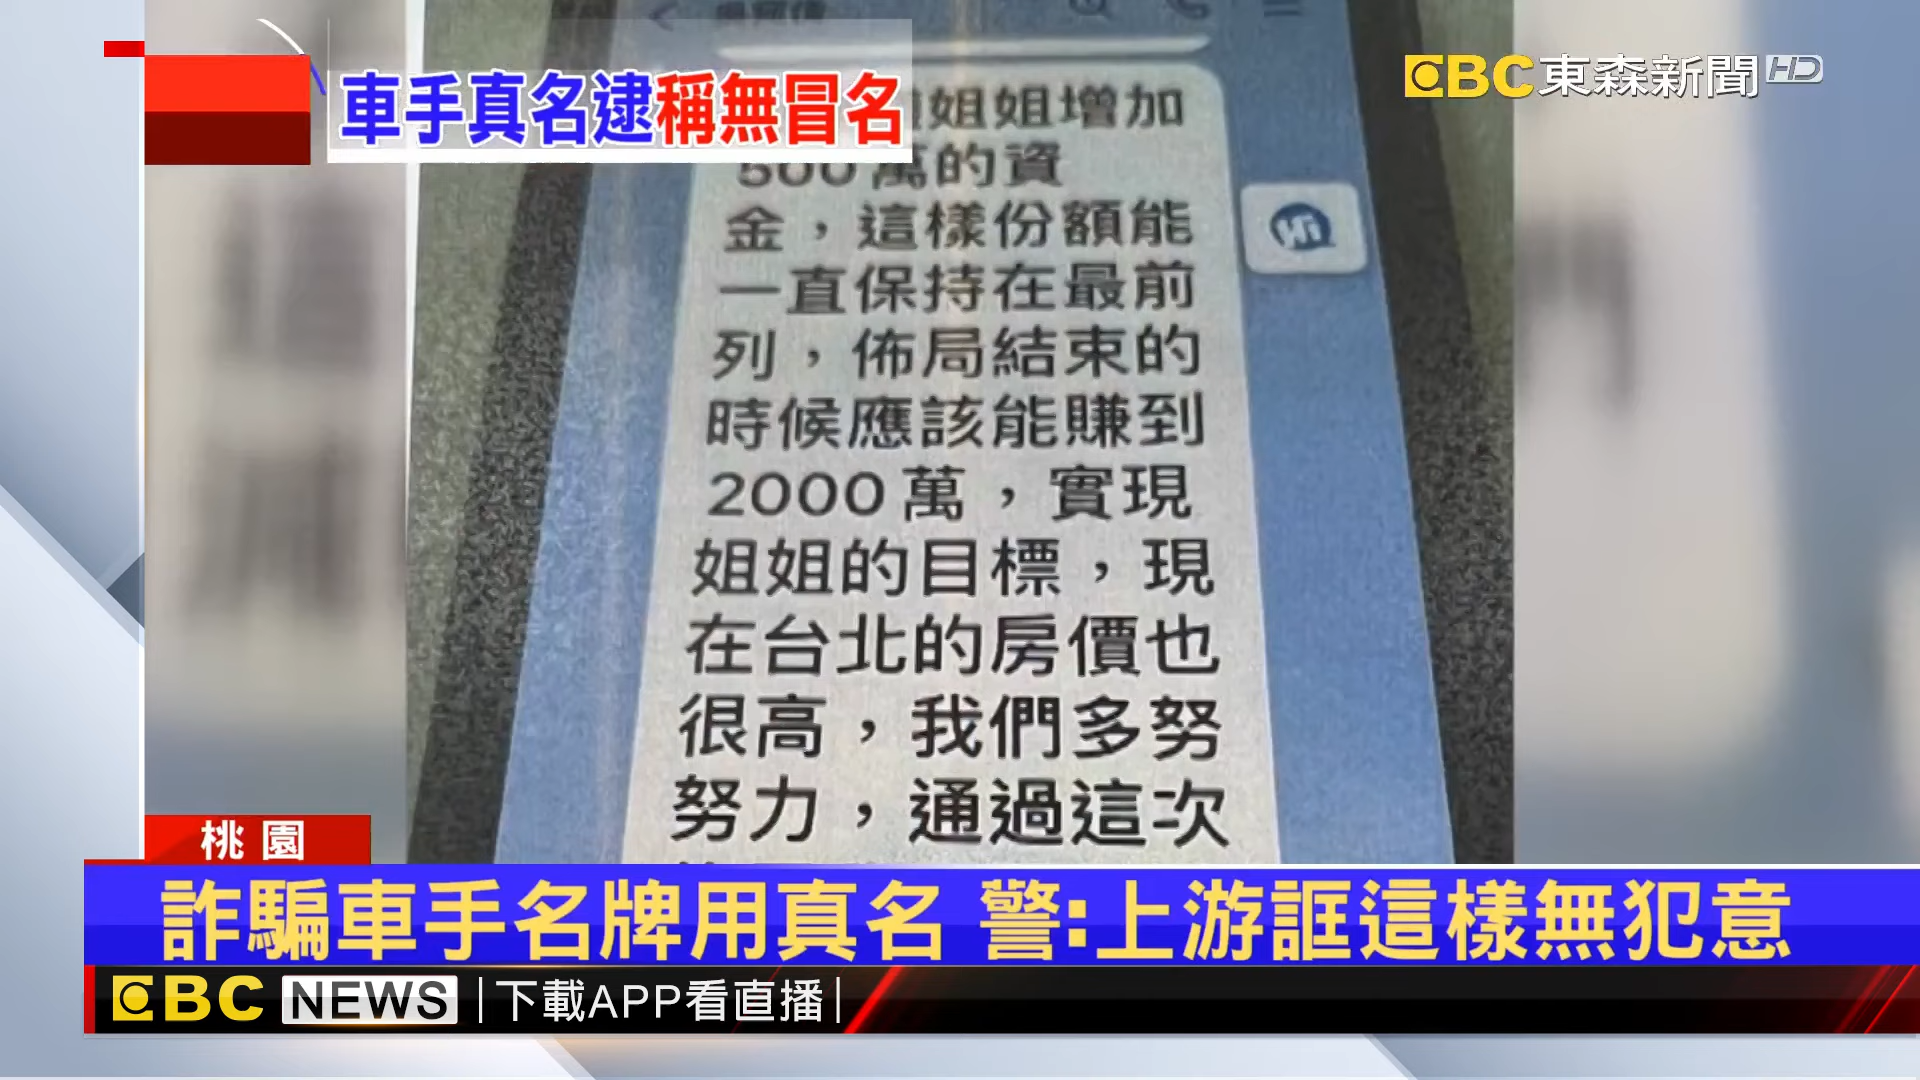 車手真名逮稱無冒名
EBC東森新聞HD
姐姐增加
500萬的資
金，這樣份額能
一直保持在最前
列，佈局結束的
時候應該能賺到
2000萬，實現
姐姐的目標，現
在台北的房價也
很高，我們多努
努力，通過這次
Hi
桃園
詐騙車手名牌用真名 警:上游誆這樣無犯意
EBC NEWS 下載APP看直播